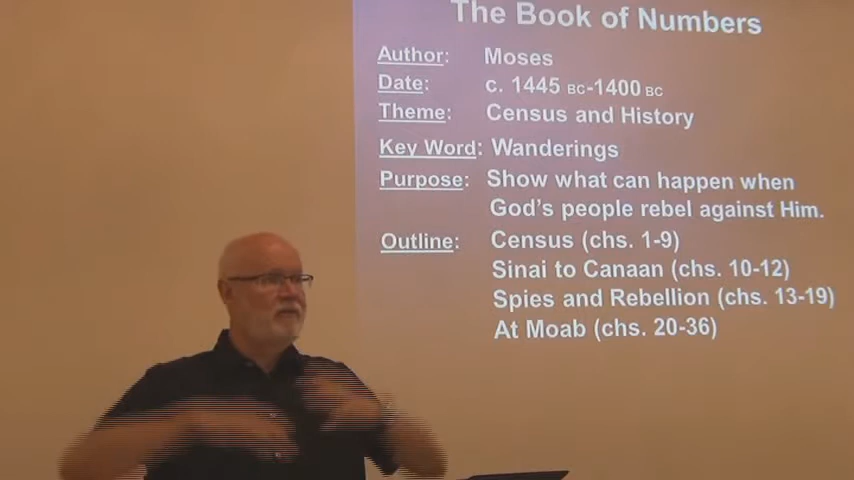 The Book of Numbers
Author: Moses
Date: c. 1445 BC-1400 BC
Theme: Census and History
Key Word: Wanderings
Purpose: Show what can happen when
God's people rebel against Him.
Outline: Census (chs. 1-9)
Sinai to Canaan (chs. 10-12)
Spies and Rebellion (chs. 13-19)
At Moab (chs. 20-36)